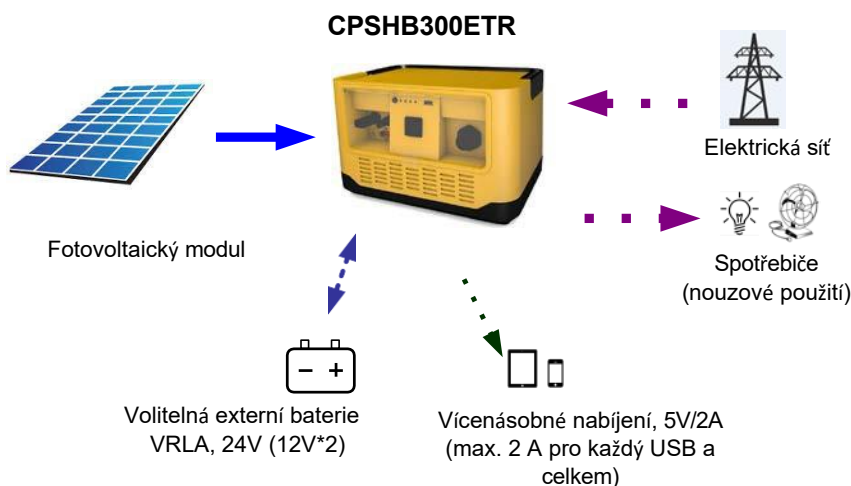 CPSHB300ETR
Elektrická síť
Fotovoltaický modul
Spotřebiče
(nouzové použití)
Volitelná externí baterie
VRLA, 24V (12V*2)
Vícenásobné nabíjení, 5V/2A
(max. 2 A pro každý USB a
celkem)